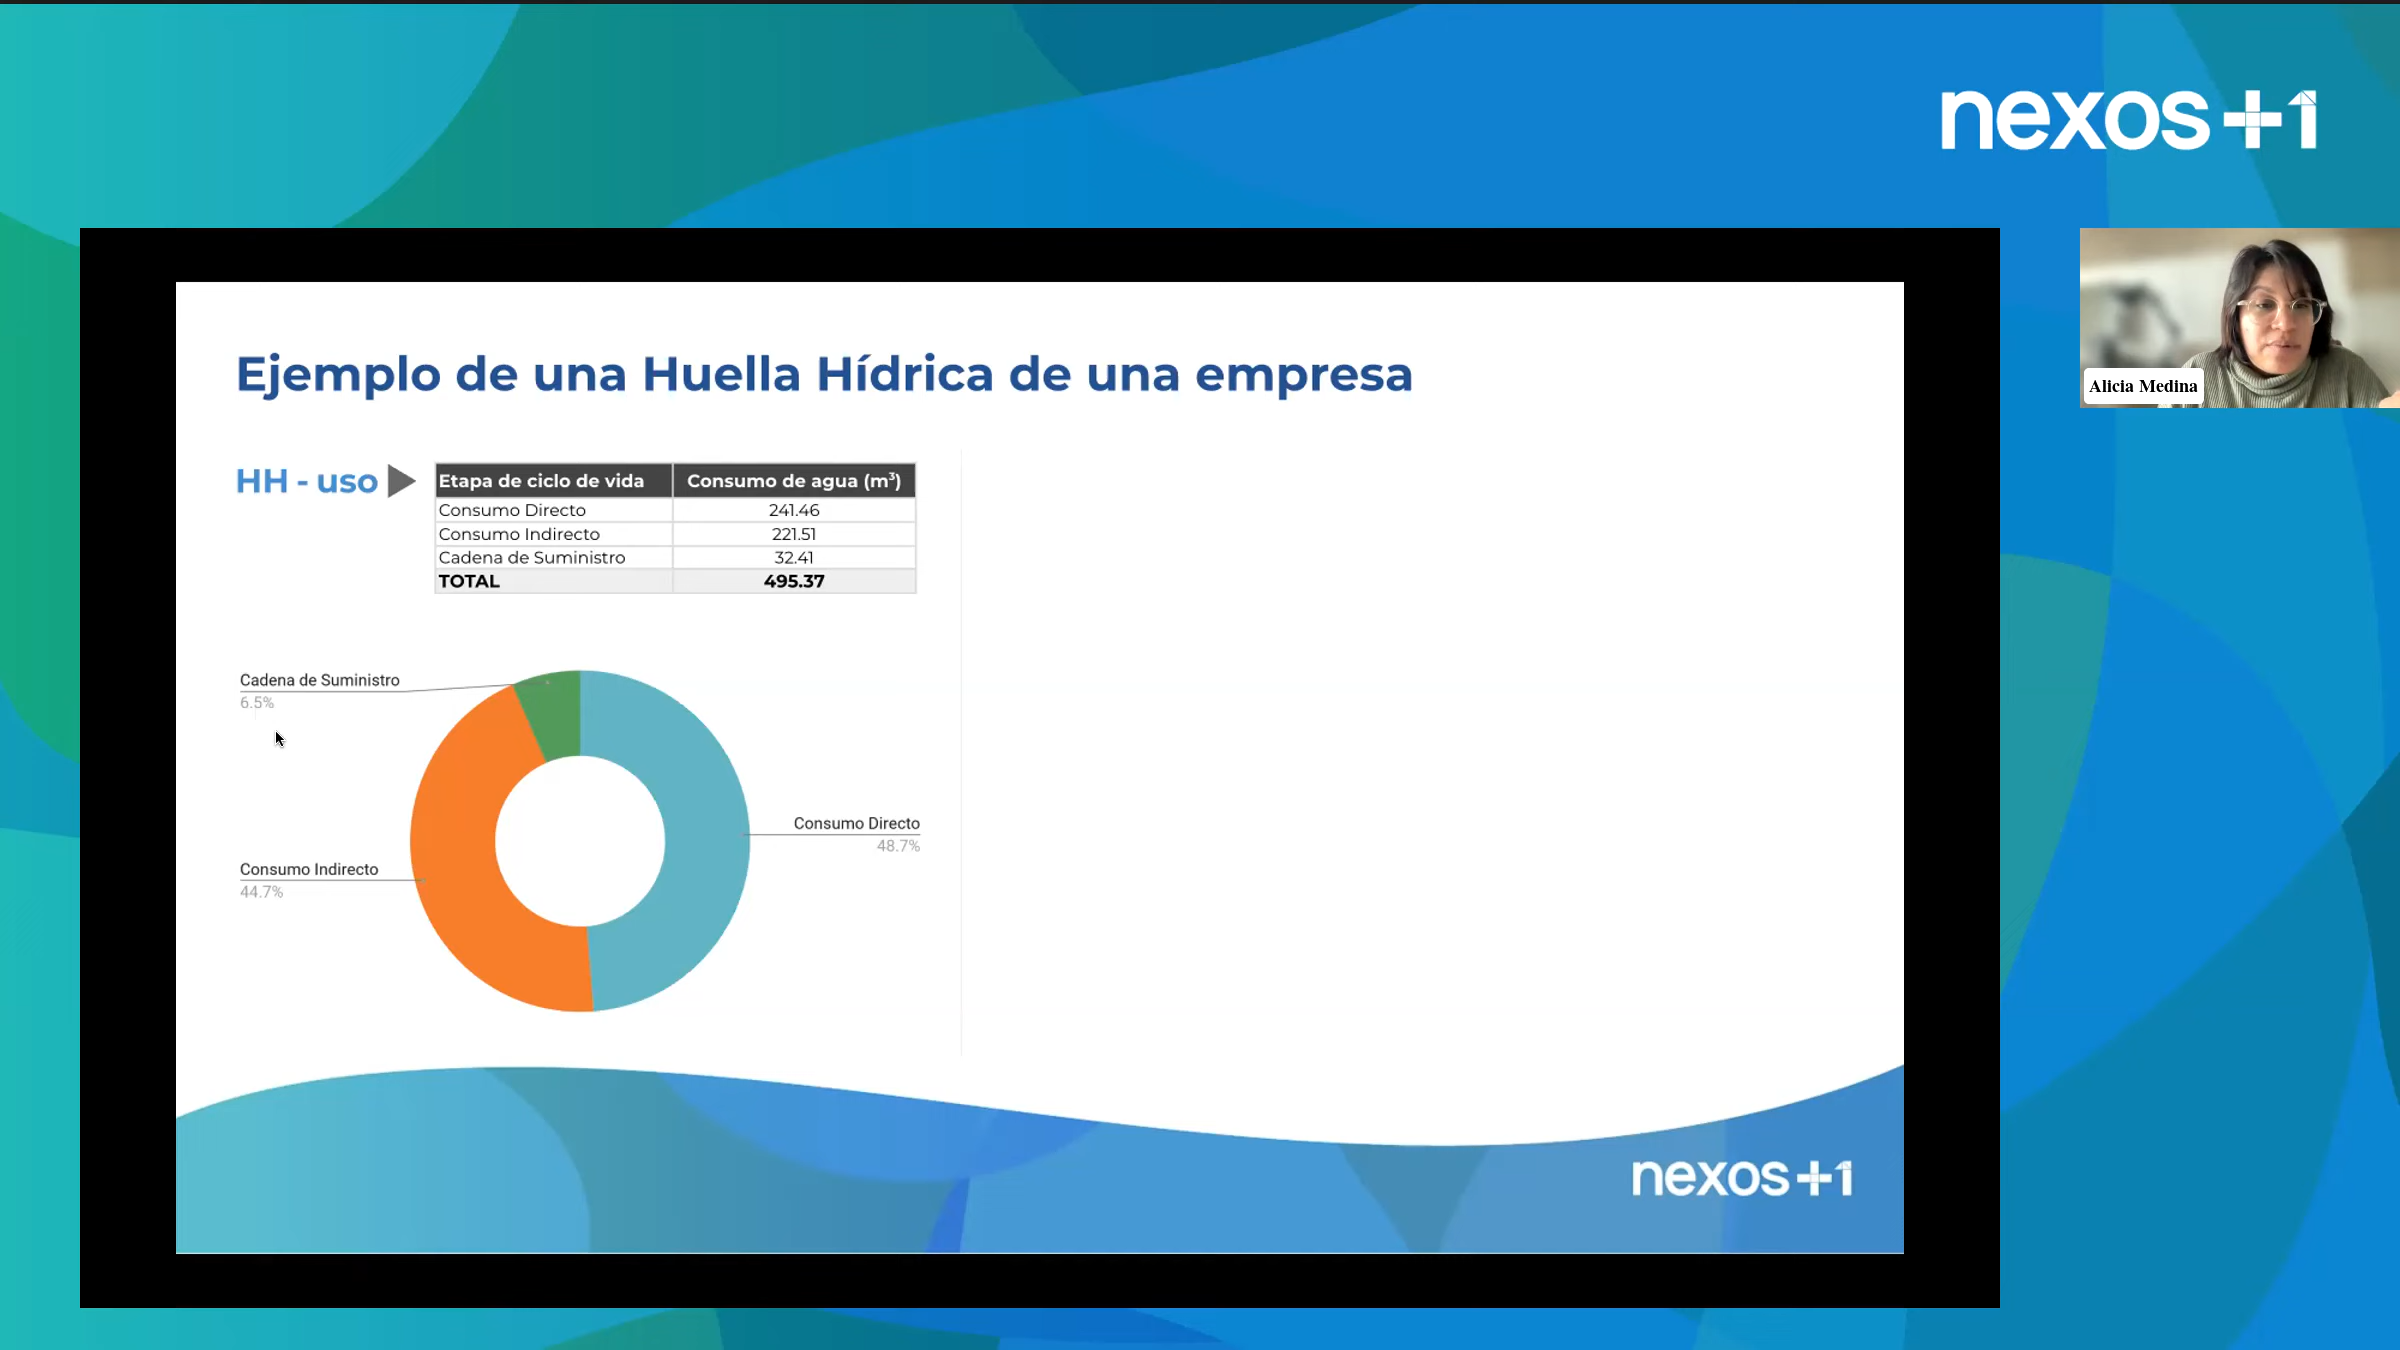 nexos+1
Alicia Medina
Ejemplo de una Huella Hídrica de una empresa
HH - uso
Etapa de ciclo de vida Consumo de agua (m³)
Consumo Directo 241.46
Consumo Indirecto 221.51
Cadena de Suministro 32.41
TOTAL 495.37
Cadena de Suministro
6.5%
Consumo Directo
48.7%
Consumo Indirecto
44.7%
nexos+1